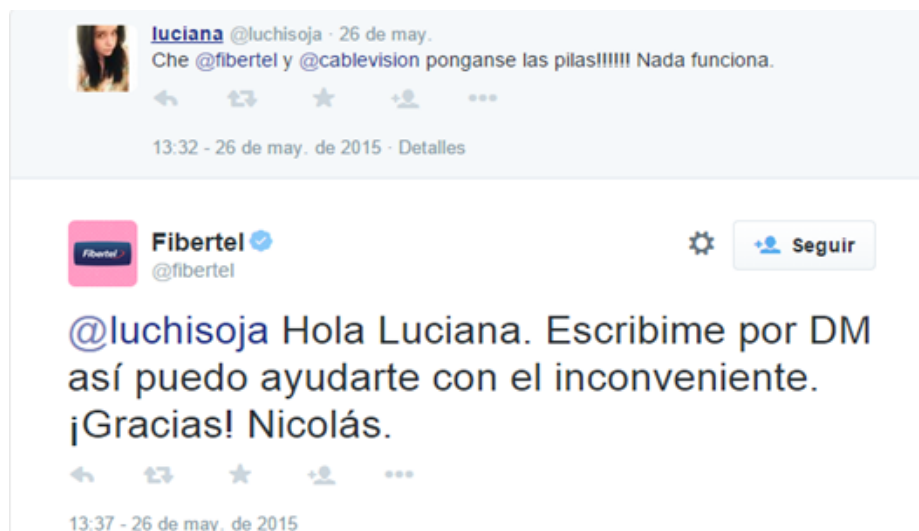 luciana @luchisoja · 26 de may.
Che @fibertel y @cablevision ponganse las pilas!!!!!! Nada funciona.
13:32 - 26 de may. de 2015 · Detalles
Fibertel
Fibertel
@fibertel
Seguir
@luchisoja Hola Luciana. Escribime por DM
así puedo ayudarte con el inconveniente.
¡Gracias! Nicolás.
13:37 - 26 de may. de 2015